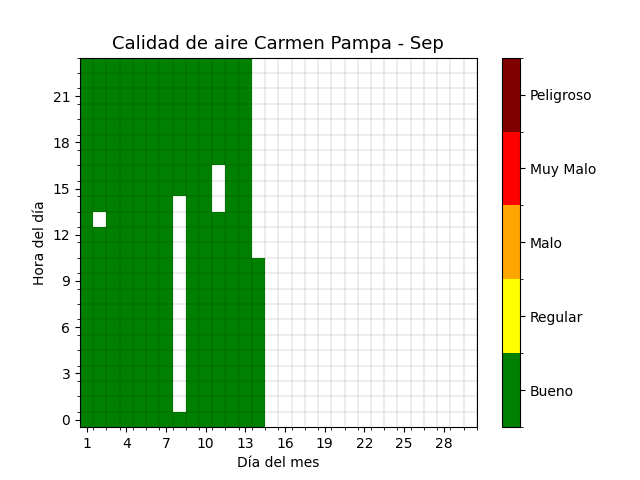 Calidad de aire Carmen Pampa - Sep
Hora del día
21
18
15
12
9
6
3
0
1 4 7 10 13 16 19 22 25 28
Día del mes
Peligroso
Muy Malo
Malo
Regular
Bueno